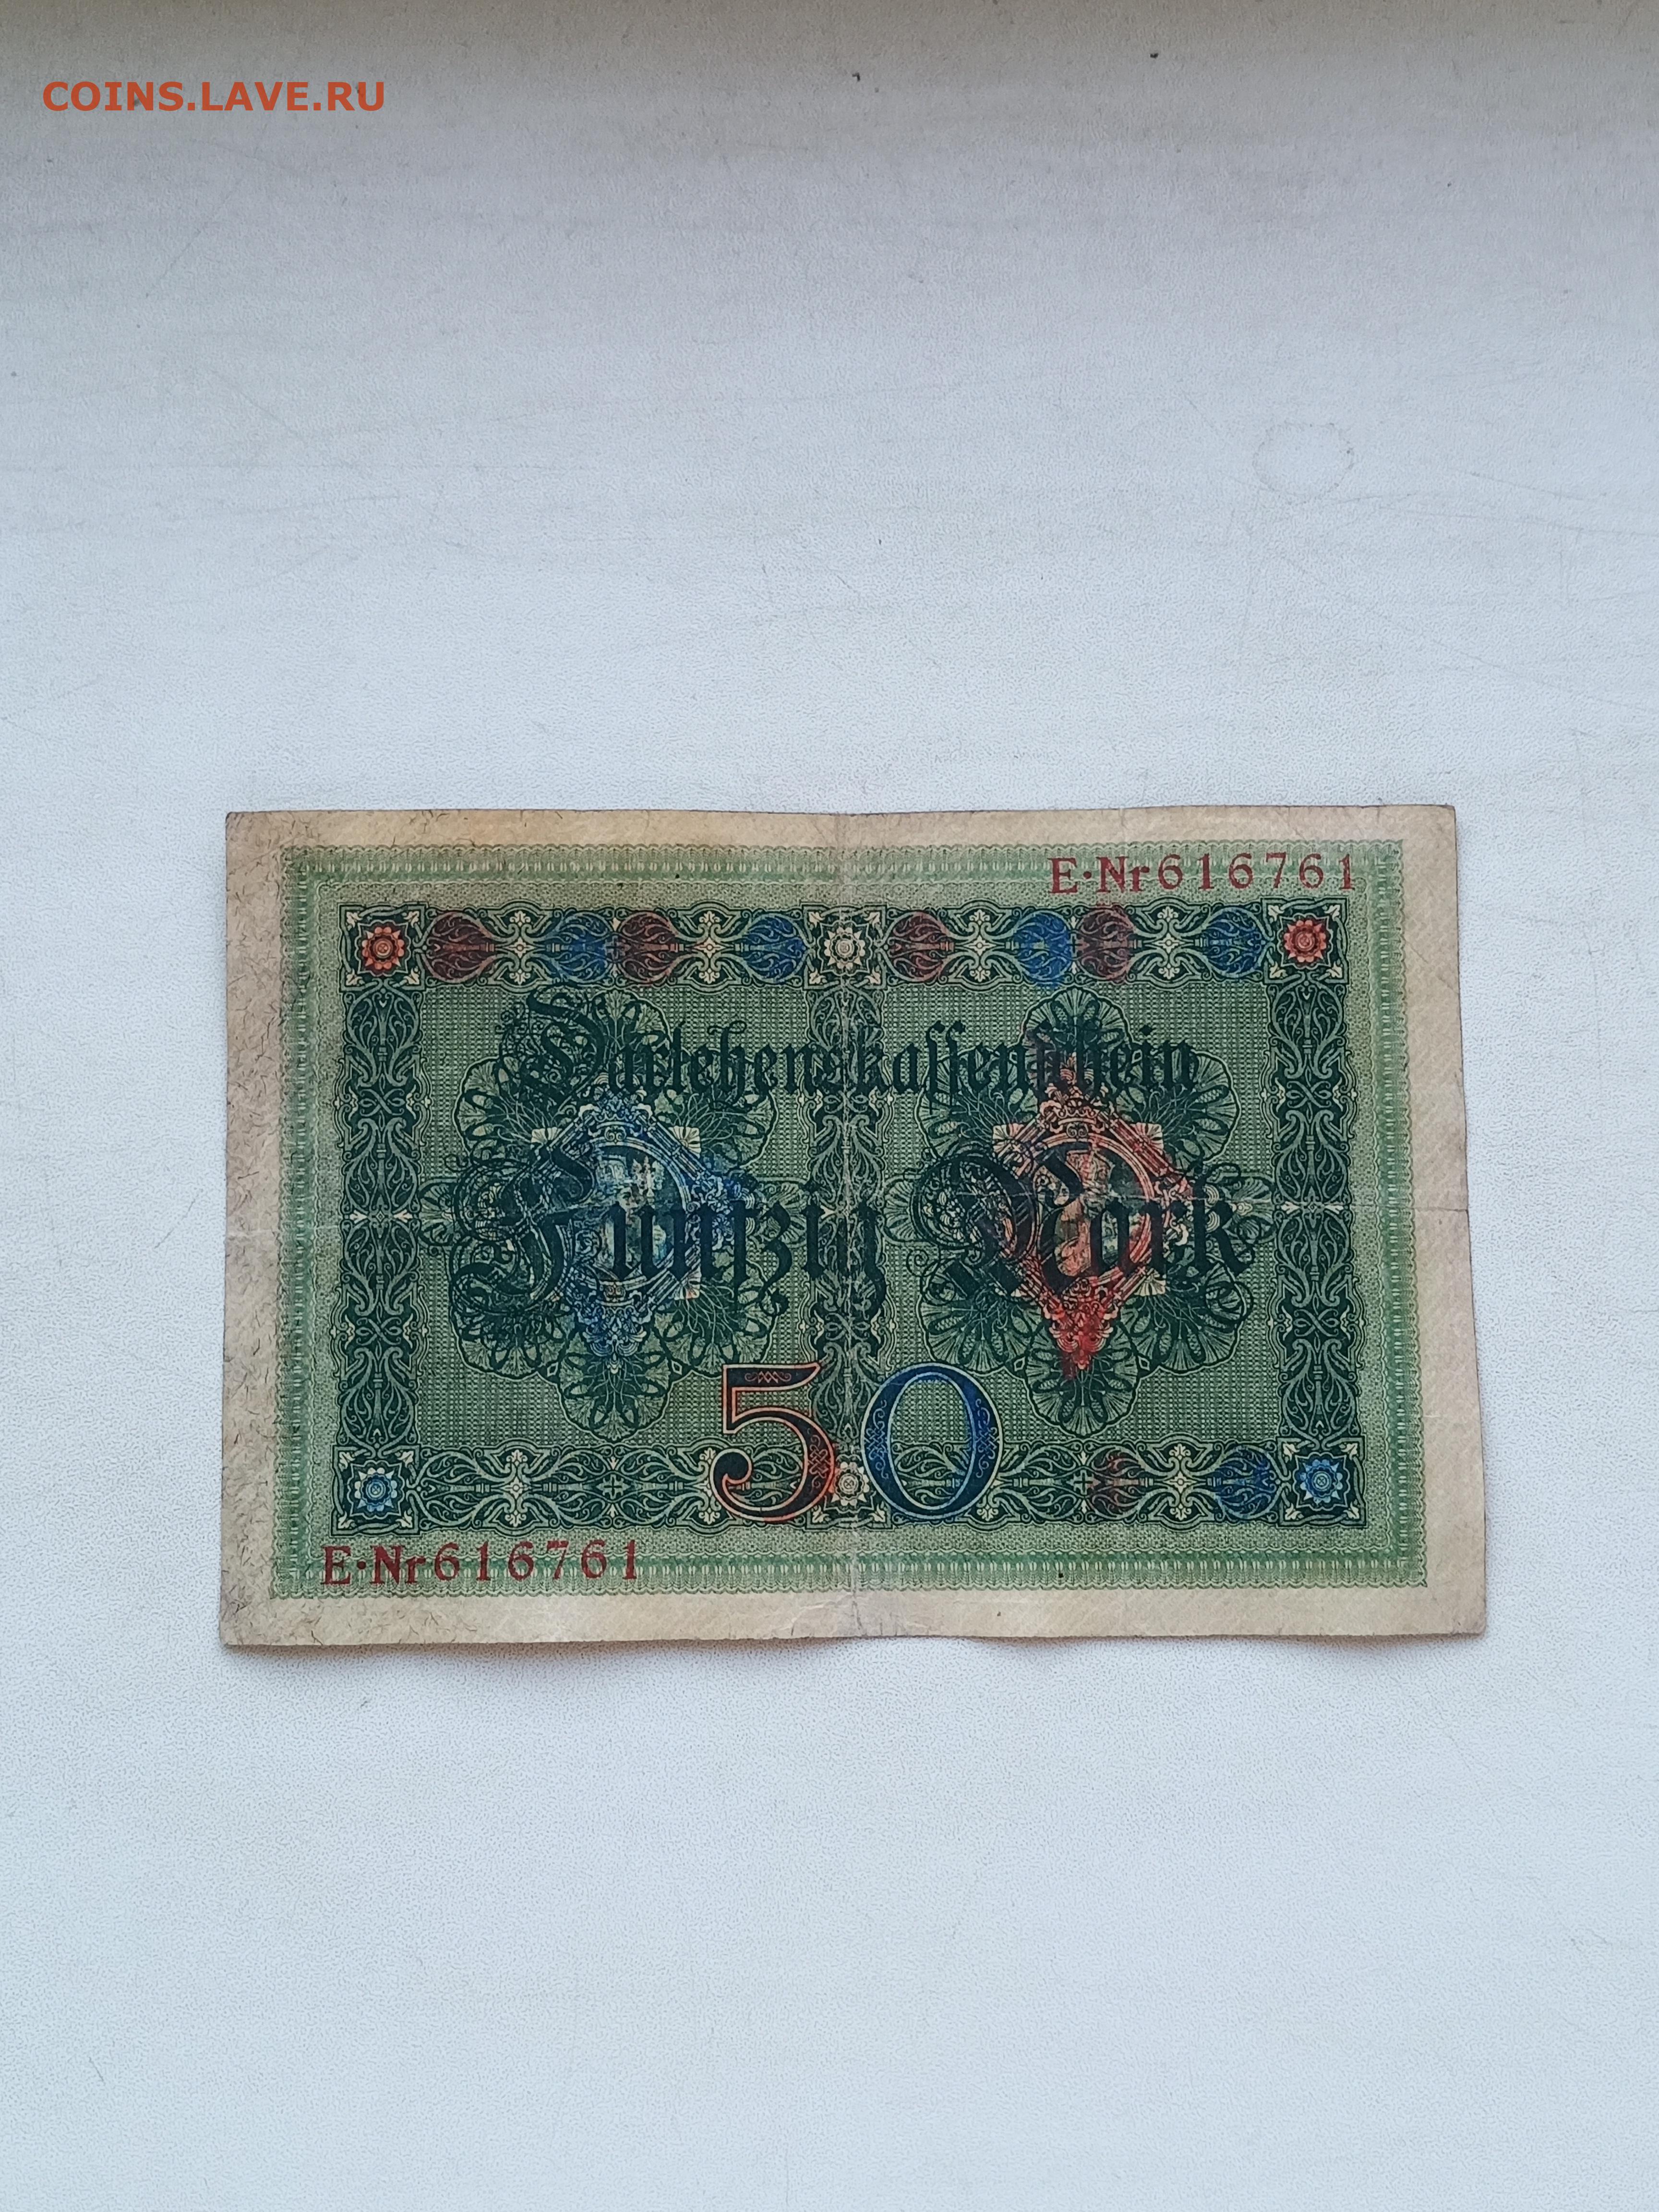 COINS.LAVE.RU
E·Nr616761
Darlehenskassenschein
Fünfzig Mark
50
E·Nr616761